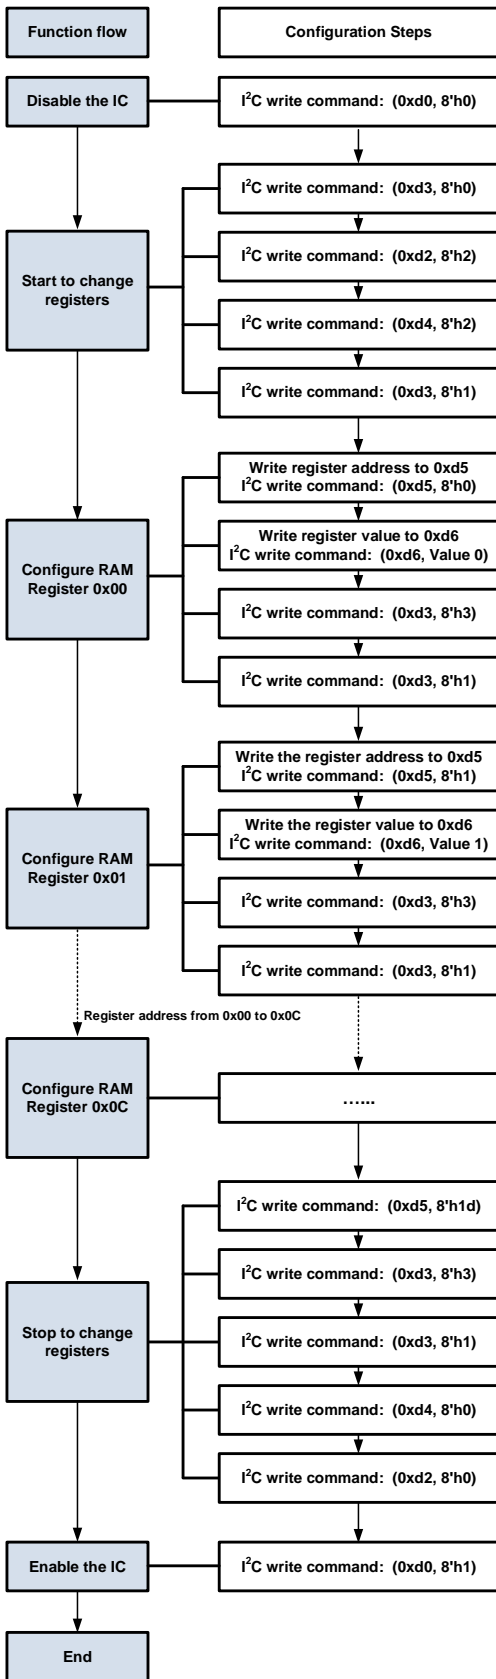 Function flow
Configuration Steps
Disable the IC
I²C write command: (0xd0, 8'h0)
Start to change
registers
I²C write command: (0xd3, 8'h0)
I²C write command: (0xd2, 8'h2)
I²C write command: (0xd4, 8'h2)
I²C write command: (0xd3, 8'h1)
Configure RAM
Register 0x00
Write register address to 0xd5
I²C write command: (0xd5, 8'h0)
Write register value to 0xd6
I²C write command: (0xd6, Value 0)
I²C write command: (0xd3, 8'h3)
I²C write command: (0xd3, 8'h1)
Configure RAM
Register 0x01
Write the register address to 0xd5
I²C write command: (0xd5, 8'h1)
Write the register value to 0xd6
I²C write command: (0xd6, Value 1)
I²C write command: (0xd3, 8'h3)
I²C write command: (0xd3, 8'h1)
Register address from 0x00 to 0x0C
Configure RAM
Register 0x0C
…...
Stop to change
registers
I²C write command: (0xd5, 8'h1d)
I²C write command: (0xd3, 8'h3)
I²C write command: (0xd3, 8'h1)
I²C write command: (0xd4, 8'h0)
I²C write command: (0xd2, 8'h0)
Enable the IC
I²C write command: (0xd0, 8'h1)
End